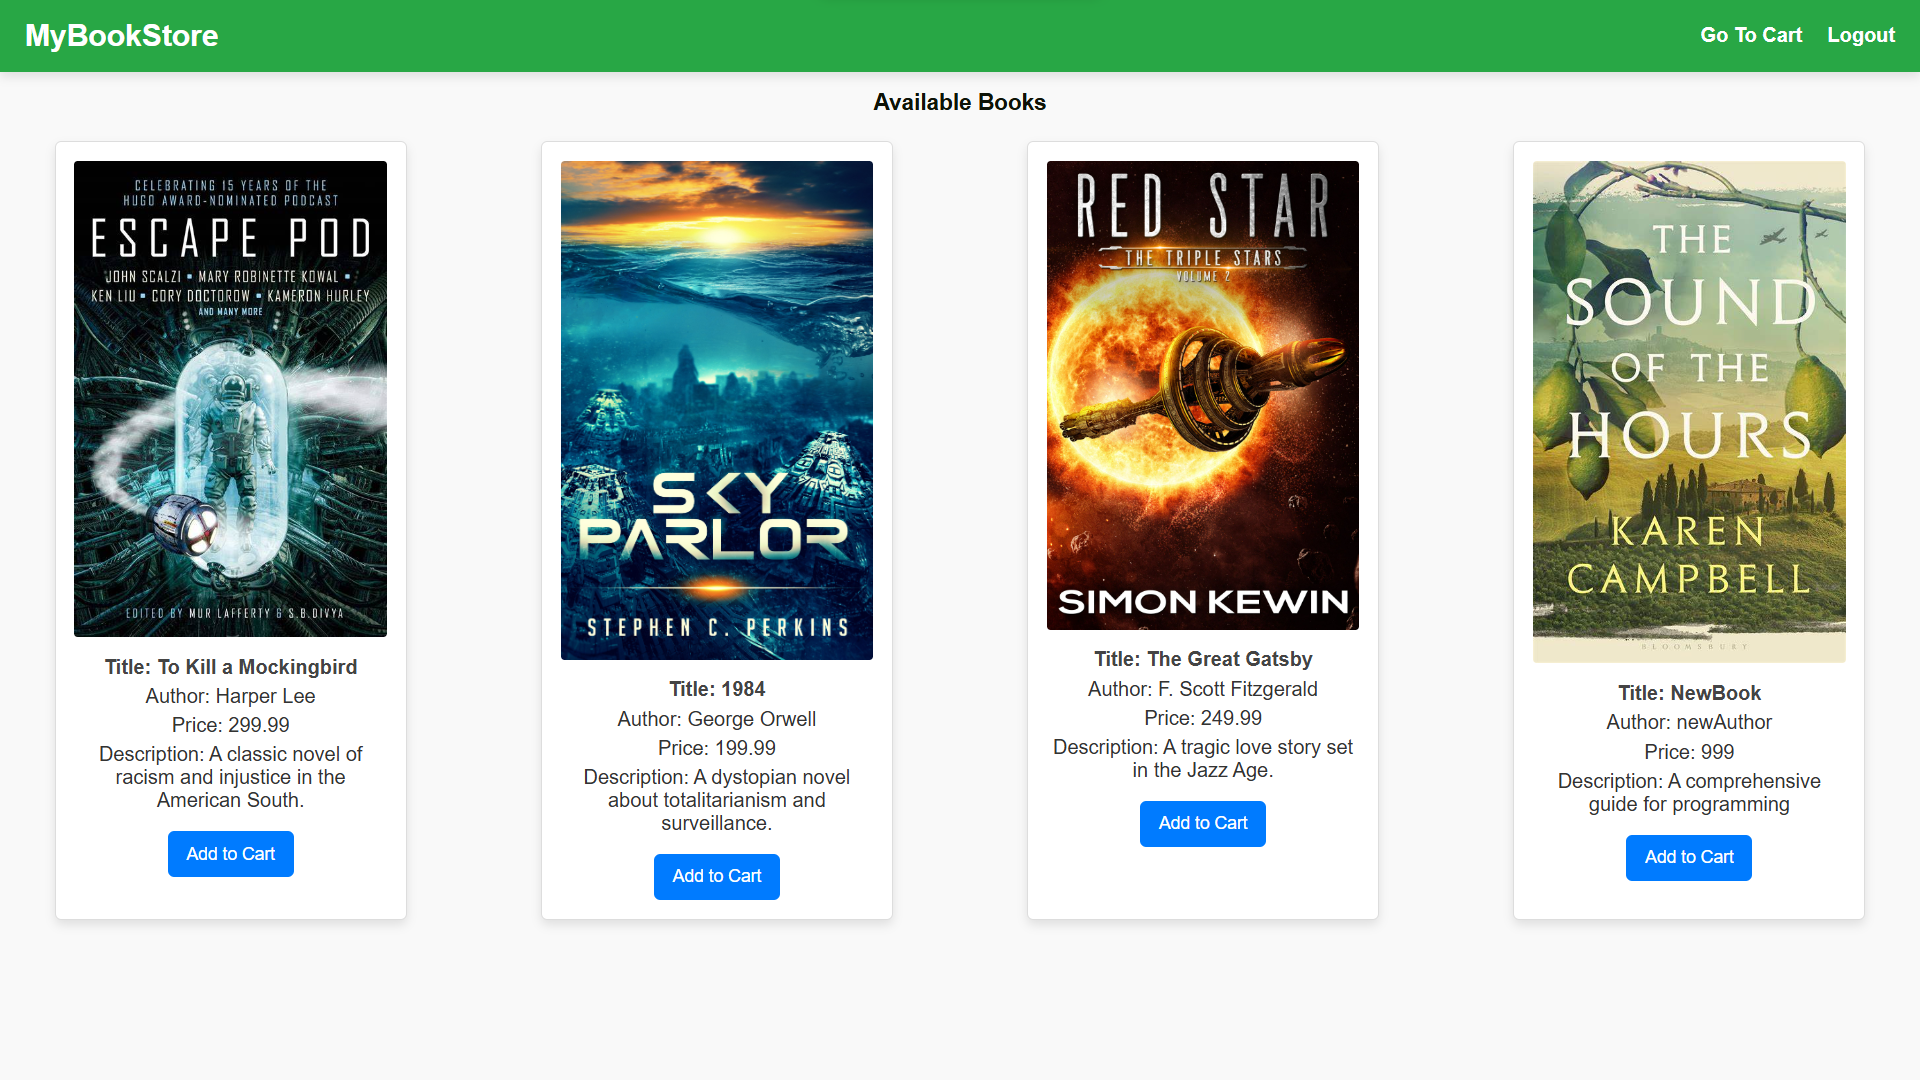 MyBookStore
Go To Cart
Logout
Available Books
CELEBRATING 15 YEARS OF THE
HUGO AWARD-NOMINATED PODCAST
ESCAPE POD
JOHN SCALZI • MARY ROBINETTE KOWAL •
KEN LIU • CORY DOCTOROW • KAMERON HURLEY
AND MANY MORE
EDITED BY MUR LAFFERTY & S.B.DIVYA
Title: To Kill a Mockingbird
Author: Harper Lee
Price: 299.99
Description: A classic novel of
racism and injustice in the
American South.
Add to Cart
SKY
PARLOR
STEPHEN C. PERKINS
Title: 1984
Author: George Orwell
Price: 199.99
Description: A dystopian novel
about totalitarianism and
surveillance.
Add to Cart
RED STAR
THE TRIPLE STARS
VOLUME 2
SIMON KEWIN
Title: The Great Gatsby
Author: F. Scott Fitzgerald
Price: 249.99
Description: A tragic love story set
in the Jazz Age.
Add to Cart
THE
SOUND
OF THE
HOURS
KAREN
CAMPBELL
BLOOMSBURY
Title: NewBook
Author: newAuthor
Price: 999
Description: A comprehensive
guide for programming
Add to Cart